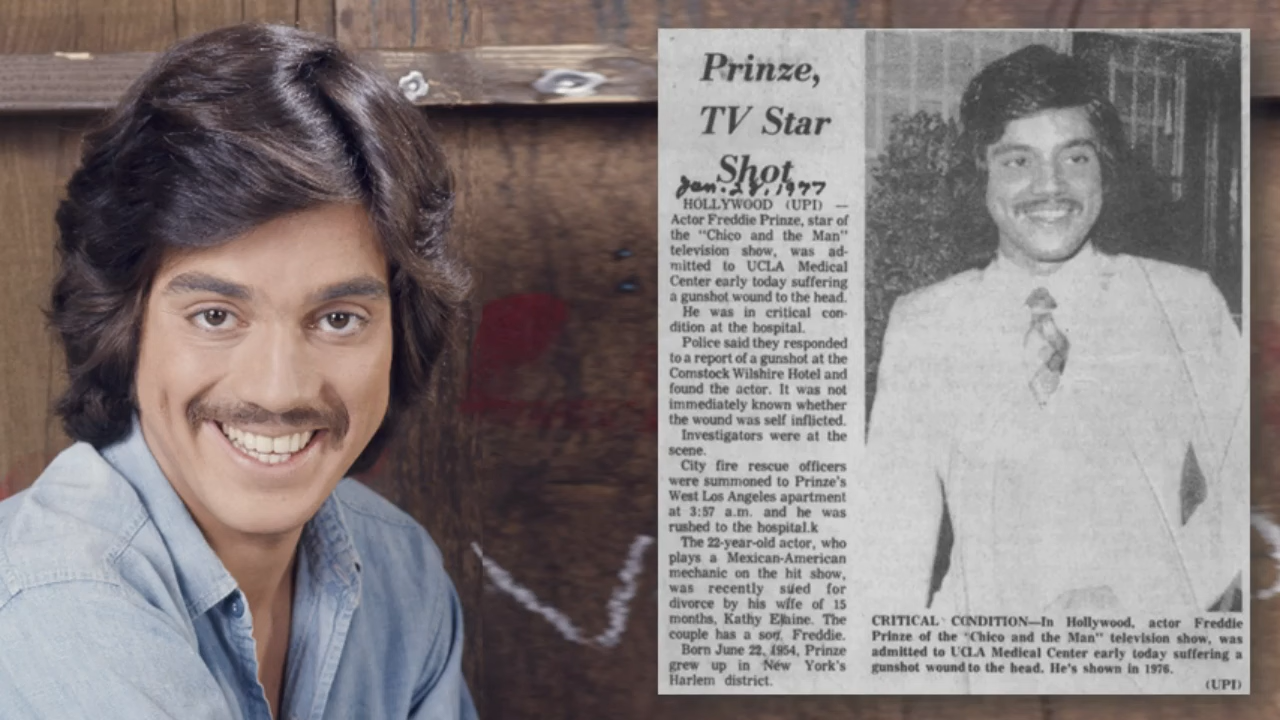 Prinze,
TV Star
Shot
Jan. 28, 1977
HOLLYWOOD (UPI) —
Actor Freddie Prinze, star of
the "Chico and the Man"
television show, was ad-
mitted to UCLA Medical
Center early today suffering
a gunshot wound to the head.
He was in critical con-
dition at the hospital.
Police said they responded
to a report of a gunshot at the
Comstock Wilshire Hotel and
found the actor. It was not
immediately known whether
the wound was self inflicted.
Investigators were at the
scene.
City fire rescue officers
were summoned to Prinze's
West Los Angeles apartment
at 3:57 a.m. and he was
rushed to the hospital.k
The 22-year-old actor, who
plays a Mexican-American
mechanic on the hit show,
was recently sued for
divorce by his wife of 15
months, Kathy Elaine. The
couple has a son, Freddie.
Born June 22, 1954, Prinze
grew up in New York's
Harlem district.
CRITICAL CONDITION—In Hollywood, actor Freddie
Prinze of the "Chico and the Man" television show, was
admitted to UCLA Medical Center early today suffering a
gunshot wound to the head. He's shown in 1976.
(UPI)